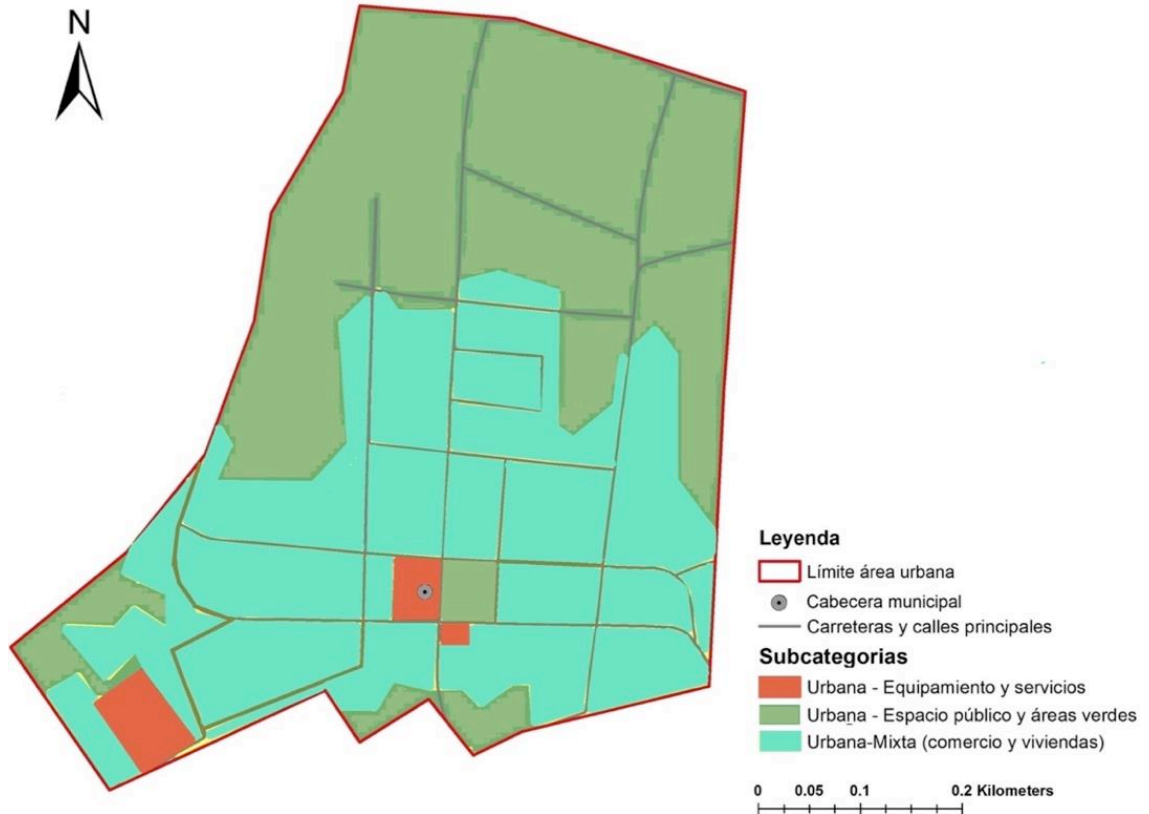 N
Leyenda
Límite área urbana
Cabecera municipal
Carreteras y calles principales
Subcategorias
Urbana - Equipamiento y servicios
Urbana - Espacio público y áreas verdes
Urbana-Mixta (comercio y viviendas)
0 0.05 0.1 0.2 Kilometers